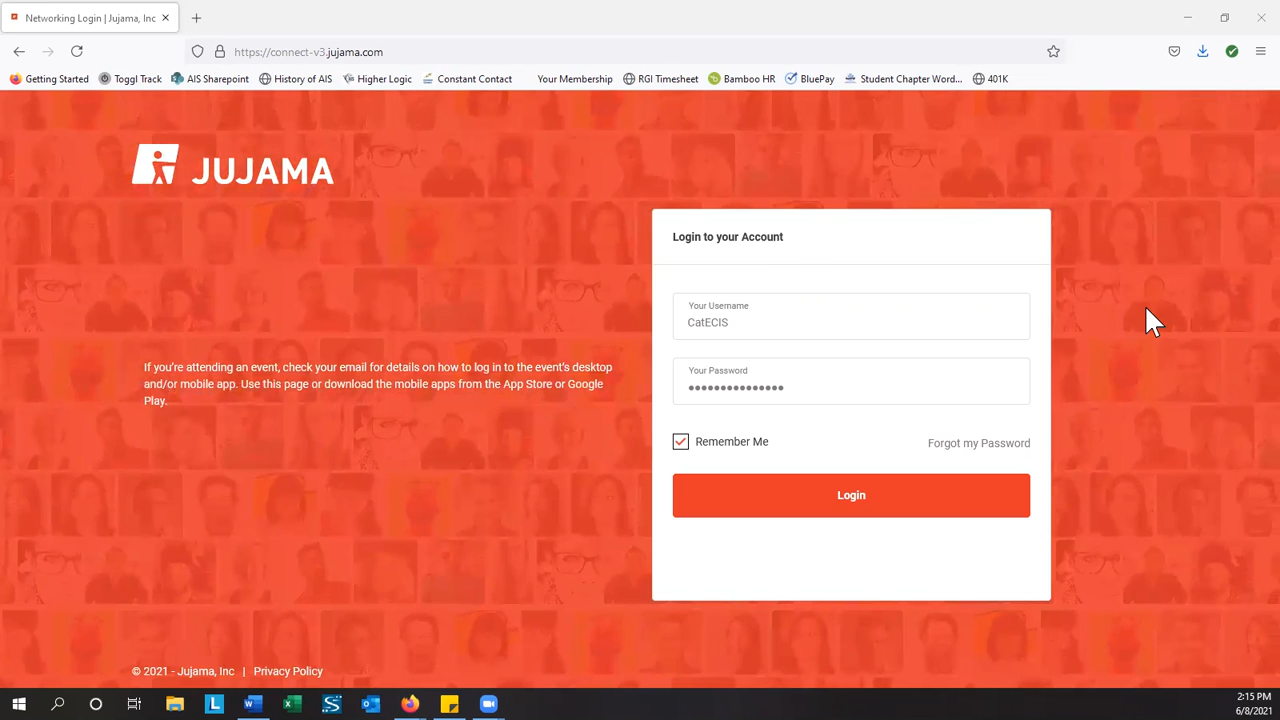 Networking Login | Jujama, Inc
https://connect-v3.jujama.com
Getting Started
Toggl Track
AIS Sharepoint
History of AIS
Higher Logic
Constant Contact
Your Membership
RGI Timesheet
Bamboo HR
BluePay
Student Chapter Word...
401K
JUJAMA
Login to your Account
Your Username
CatECIS
Your Password
If you're attending an event, check your email for details on how to log in to the event's desktop
and/or mobile app. Use this page or download the mobile apps from the App Store or Google
Play.
Remember Me
Forgot my Password
Login
© 2021 - Jujama, Inc | Privacy Policy
2:15 PM
6/8/2021